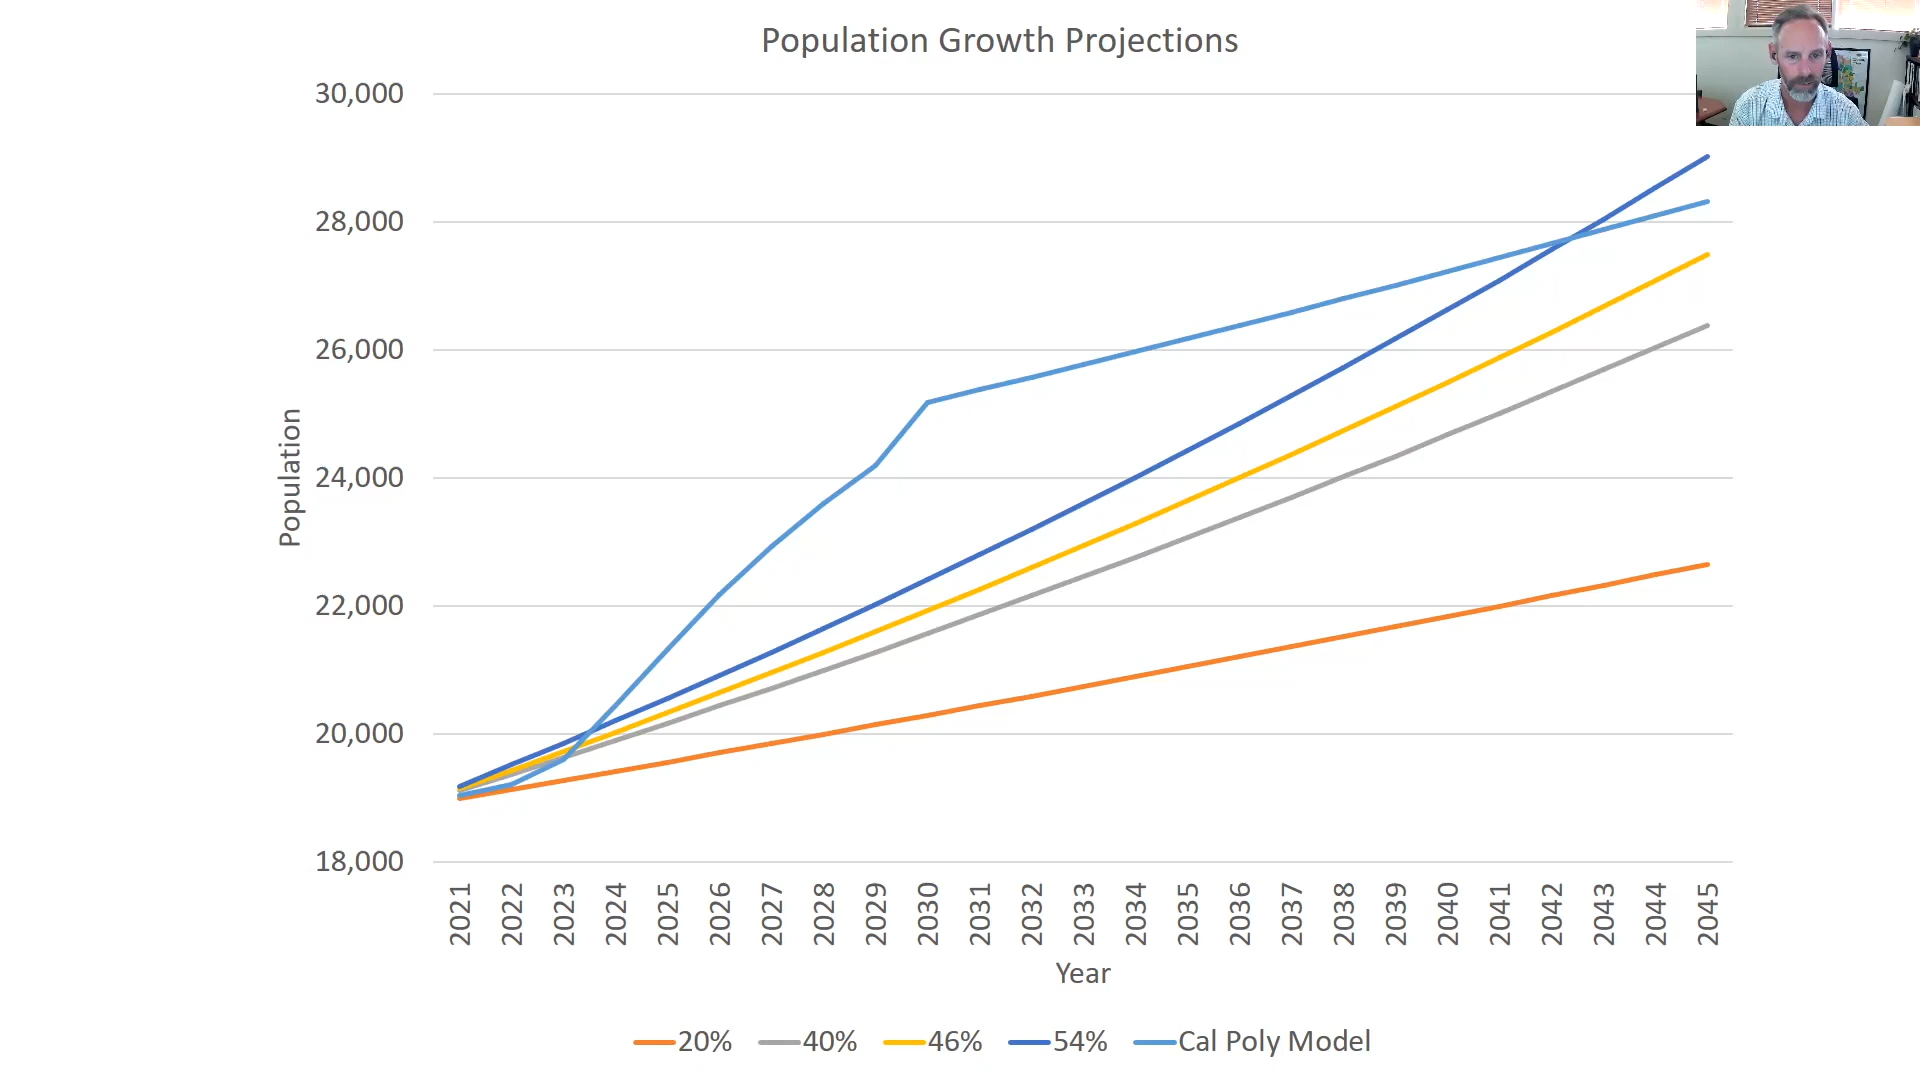 Population Growth Projections
30,000
28,000
26,000
24,000
22,000
20,000
18,000
Population
2021 2022 2023 2024 2025 2026 2027 2028 2029 2030 2031 2032 2033 2034 2035 2036 2037 2038 2039 2040 2041 2042 2043 2044 2045
Year
20% 40% 46% 54% Cal Poly Model